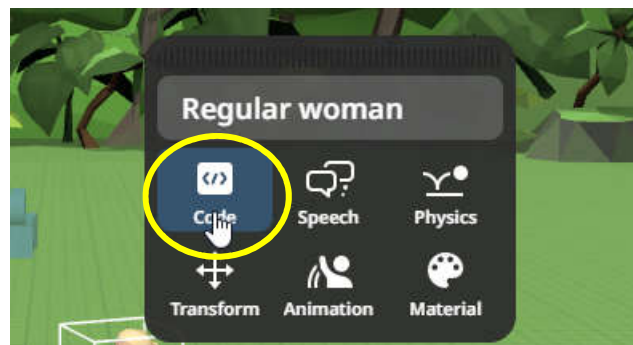 Regular woman
Code Speech Physics
Transform Animation Material